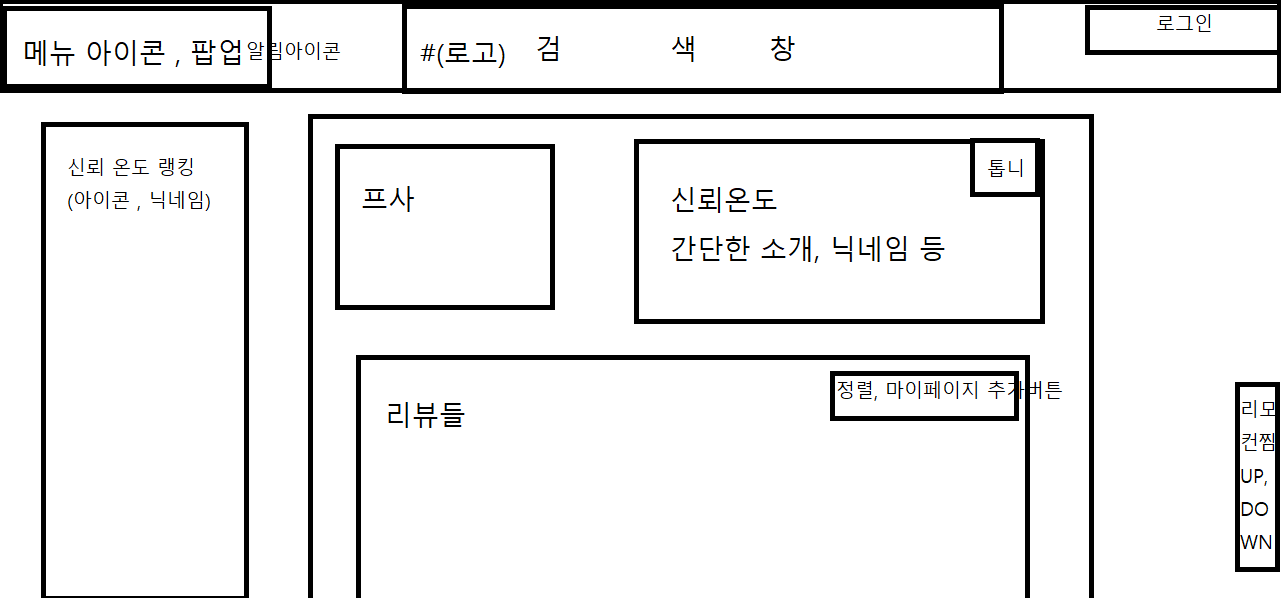 메뉴 아이콘 , 팝업 알림아이콘
#(로고) 검 색 창
로그인
신뢰 온도 랭킹
(아이콘 , 닉네임)
프사
톱니
신뢰온도
간단한 소개, 닉네임 등
정렬, 마이페이지 추가버튼
리뷰들
리모
컨찜
UP,
DO
WN